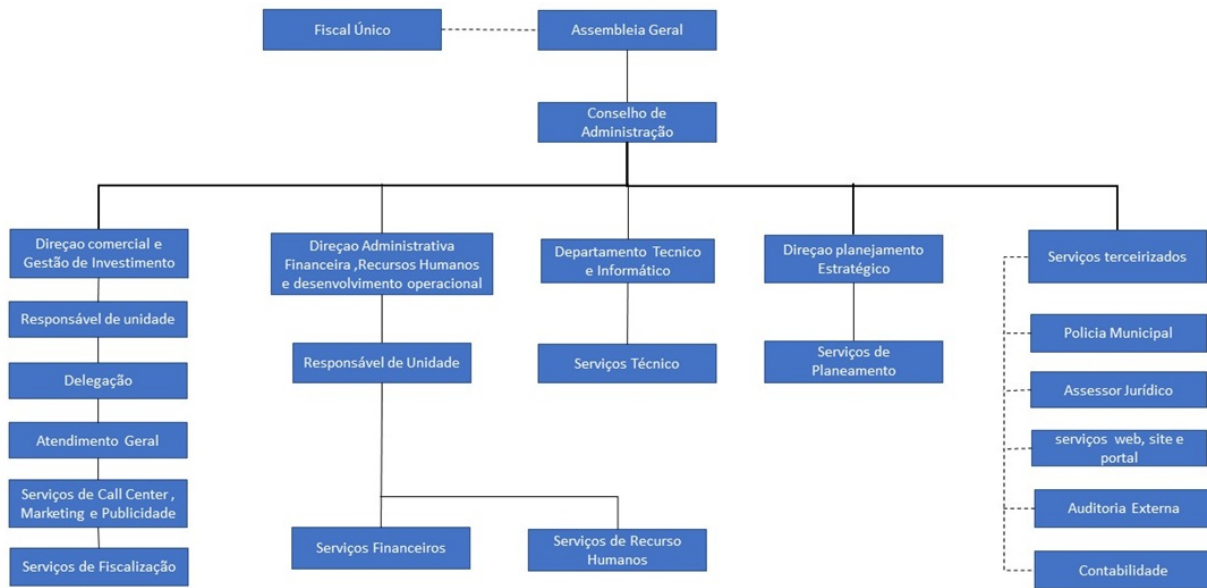 Fiscal Único
Assembleia Geral
Conselho de
Administração
Direçao comercial e
Gestão de Investimento
Direçao Administrativa
Financeira ,Recursos Humanos
e desenvolvimento operacional
Departamento Tecnico
e Informático
Direçao planejamento
Estratégico
Serviços terceirizados
Responsável de unidade
Responsável de Unidade
Serviços Técnico
Serviços de
Planeamento
Policia Municipal
Delegação
Assessor Jurídico
Atendimento Geral
serviços web, site e
portal
Serviços de Call Center ,
Marketing e Publicidade
Auditoria Externa
Serviços Financeiros
Serviços de Recurso
Humanos
Serviços de Fiscalização
Contabilidade